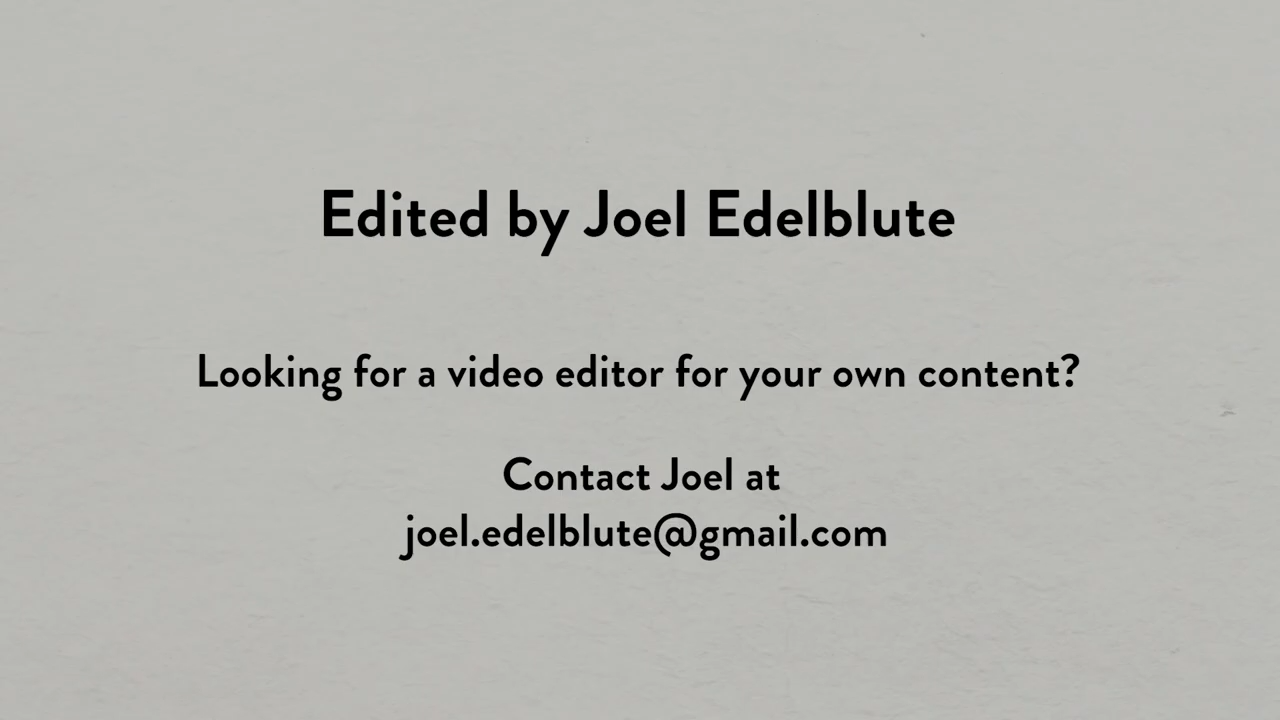 Edited by Joel Edelblute
Looking for a video editor for your own content?
Contact Joel at
joel.edelblute@gmail.com